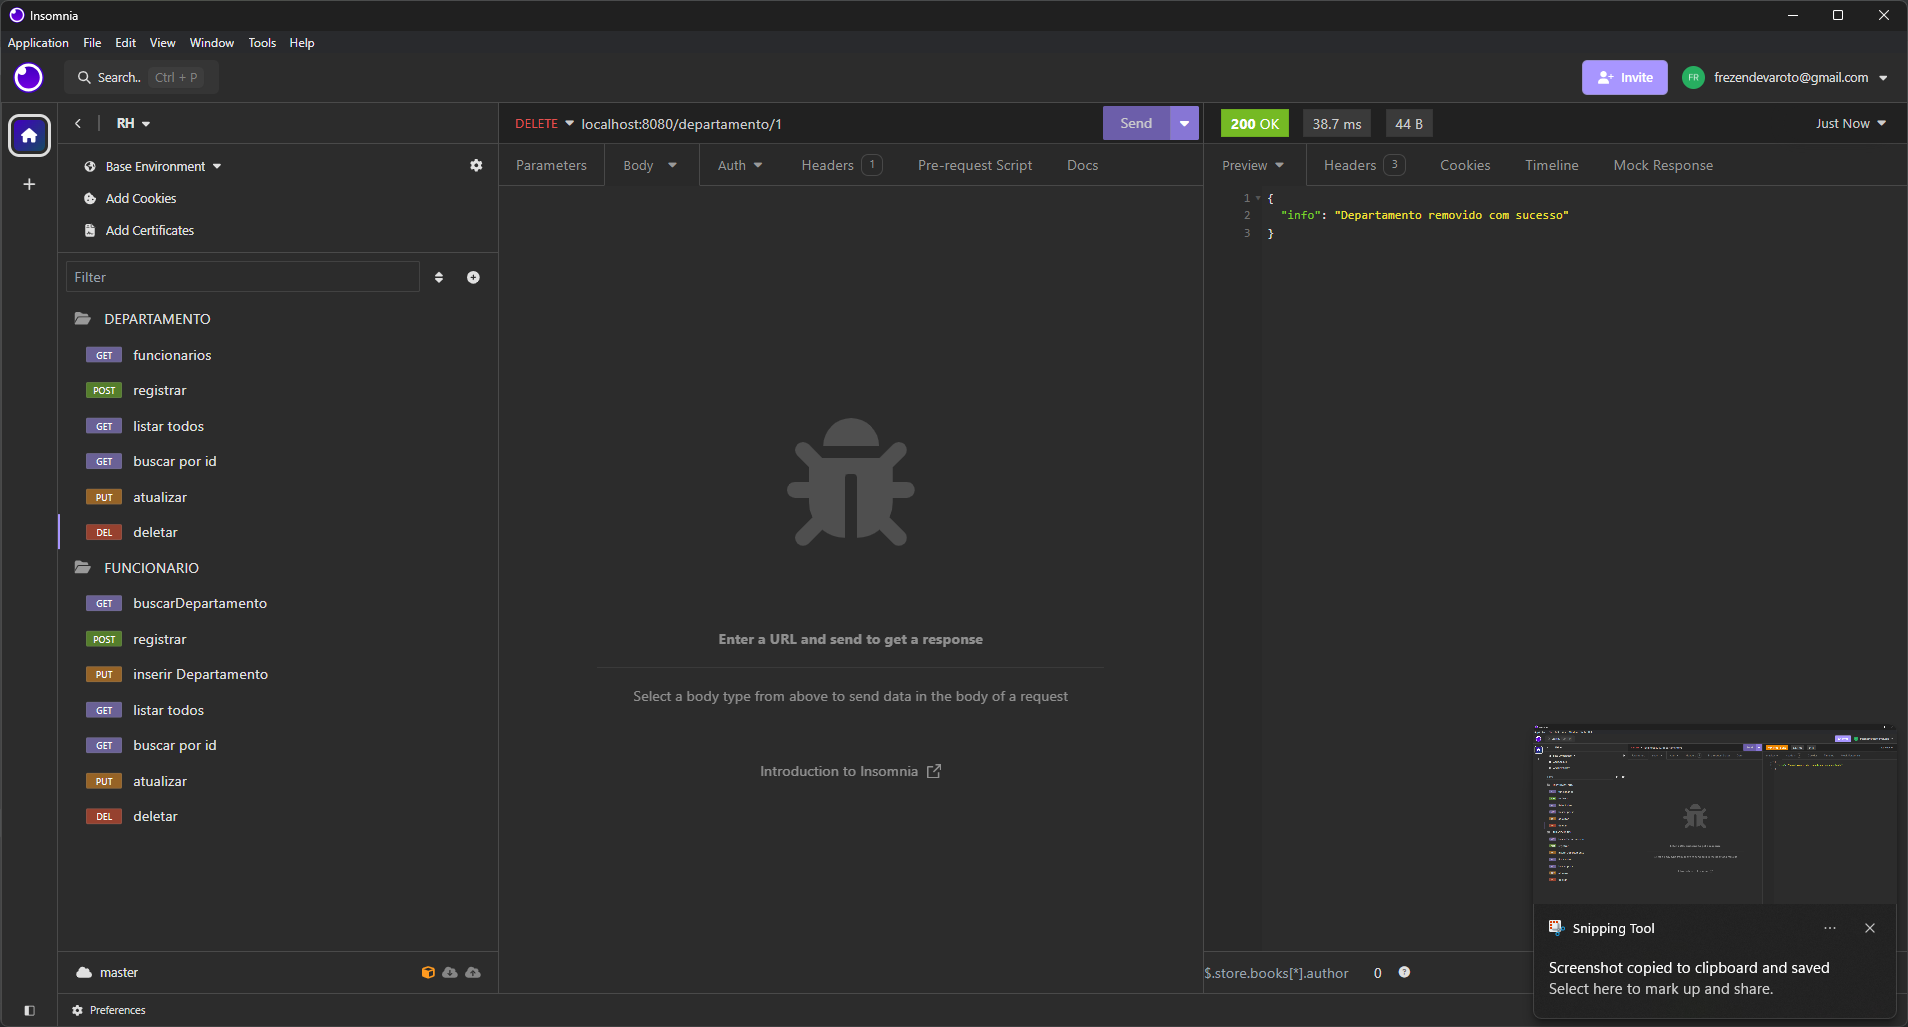 Insomnia
Application File Edit View Window Tools Help
Search.. Ctrl + P
Invite
FR
frezendevaroto@gmail.com
RH
Base Environment
Add Cookies
Add Certificates
Filter
DEPARTAMENTO
GET funcionarios
POST registrar
GET listar todos
GET buscar por id
PUT atualizar
DEL deletar
FUNCIONARIO
GET buscarDepartamento
POST registrar
PUT inserir Departamento
GET listar todos
GET buscar por id
PUT atualizar
DEL deletar
master
Preferences
DELETE localhost:8080/departamento/1 Send
Parameters Body Auth Headers 1 Pre-request Script Docs
Enter a URL and send to get a response
Select a body type from above to send data in the body of a request
Introduction to Insomnia
200 OK 38.7 ms 44 B Just Now
Preview Headers 3 Cookies Timeline Mock Response
1 {
2 "info": "Departamento removido com sucesso"
3 }
$.store.books[*].author 0 ?
Snipping Tool
Screenshot copied to clipboard and saved
Select here to mark up and share.